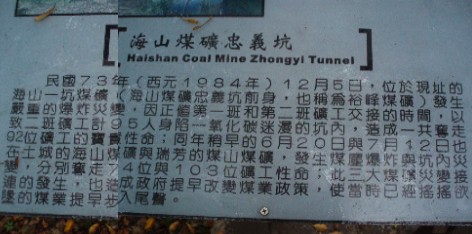 海山煤礦忠義坑
Haishan Coal Mine Zhongyi Tunnel
民國73年(西元1984年)12月5日,位於現址的
海山一坑煤礦(海山煤礦忠義坑前身,也稱為裕峰煤礦)發生
嚴重的爆炸災變,因正值第一班和第二班礦工交接的時間,以
致二班礦工計95人身陷一氧化碳迷漫的坑內,造成一共奪走
92位礦工的寶貴性命,同年稍早的6月20日與7月12日也
在土城的海山煤礦與瑞芳的煤山煤礦,發生煤塵爆炸與坑
變,分別奪走74位與103位礦工性命;此災變接
連的發生,也造成政府提早改變煤業政策,使當時已經搖搖欲
墜的煤業提早步入尾聲。